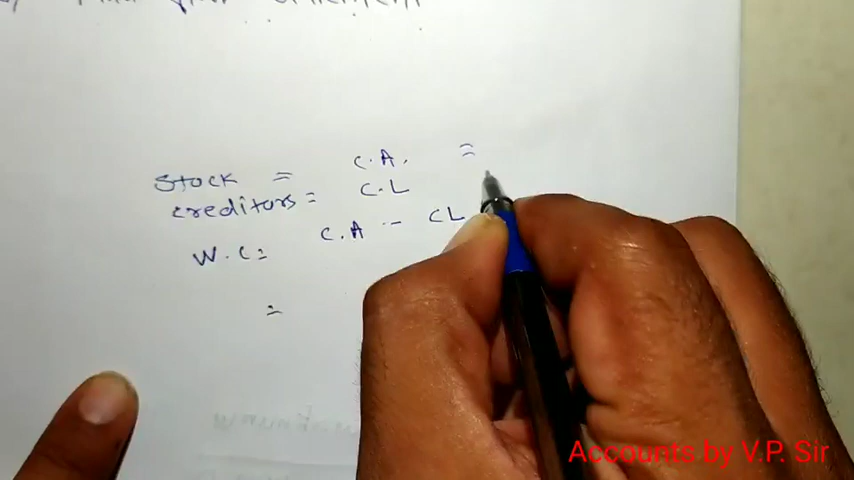 Stock = C.A. =
creditors = C.L
W.C = C.A - CL
=
Accounts by V.P. Sir